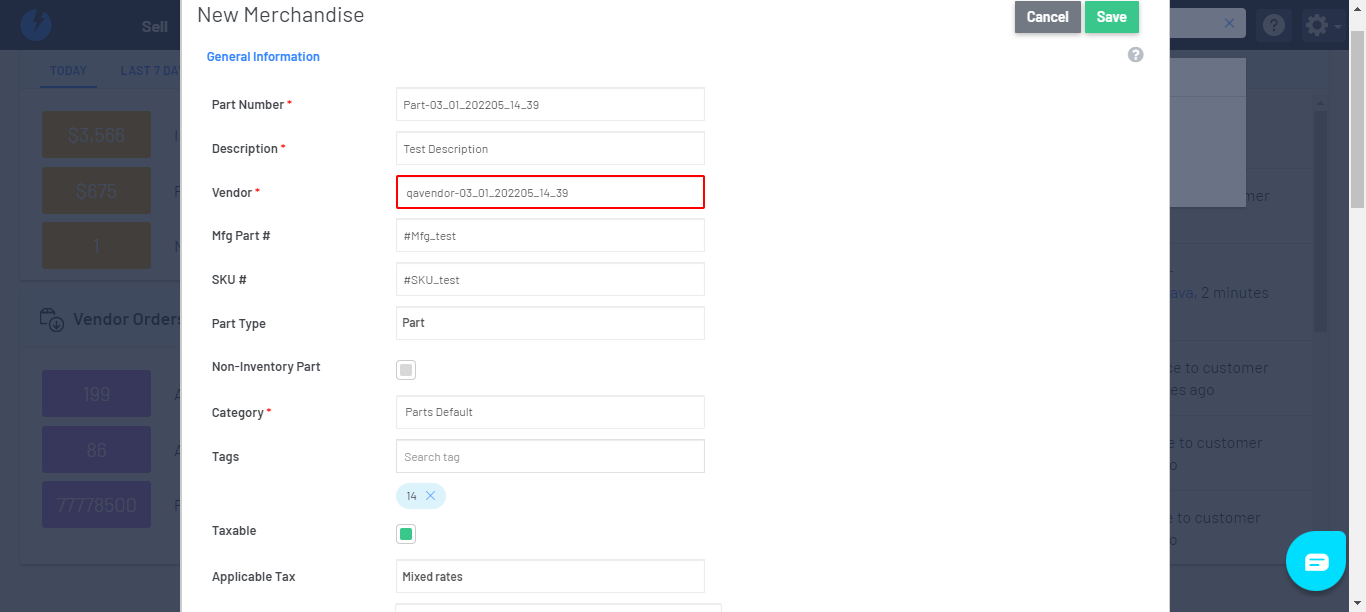 Sell
New Merchandise
Cancel
Save
TODAY
LAST 7 DA
General Information
$3,566
$675
1
Part Number *
Part-03_01_202205_14_39
Description *
Test Description
Vendor *
qavendor-03_01_202205_14_39
Mfg Part #
#Mfg_test
SKU #
#SKU_test
Part Type
Part
Non-Inventory Part
Category *
Parts Default
Tags
Search tag
14
Taxable
Applicable Tax
Mixed rates
Vendor Orders
199
86
77778500
mer
ava, 2 minutes
ce to customer
es ago
e to customer
o
e to customer
o